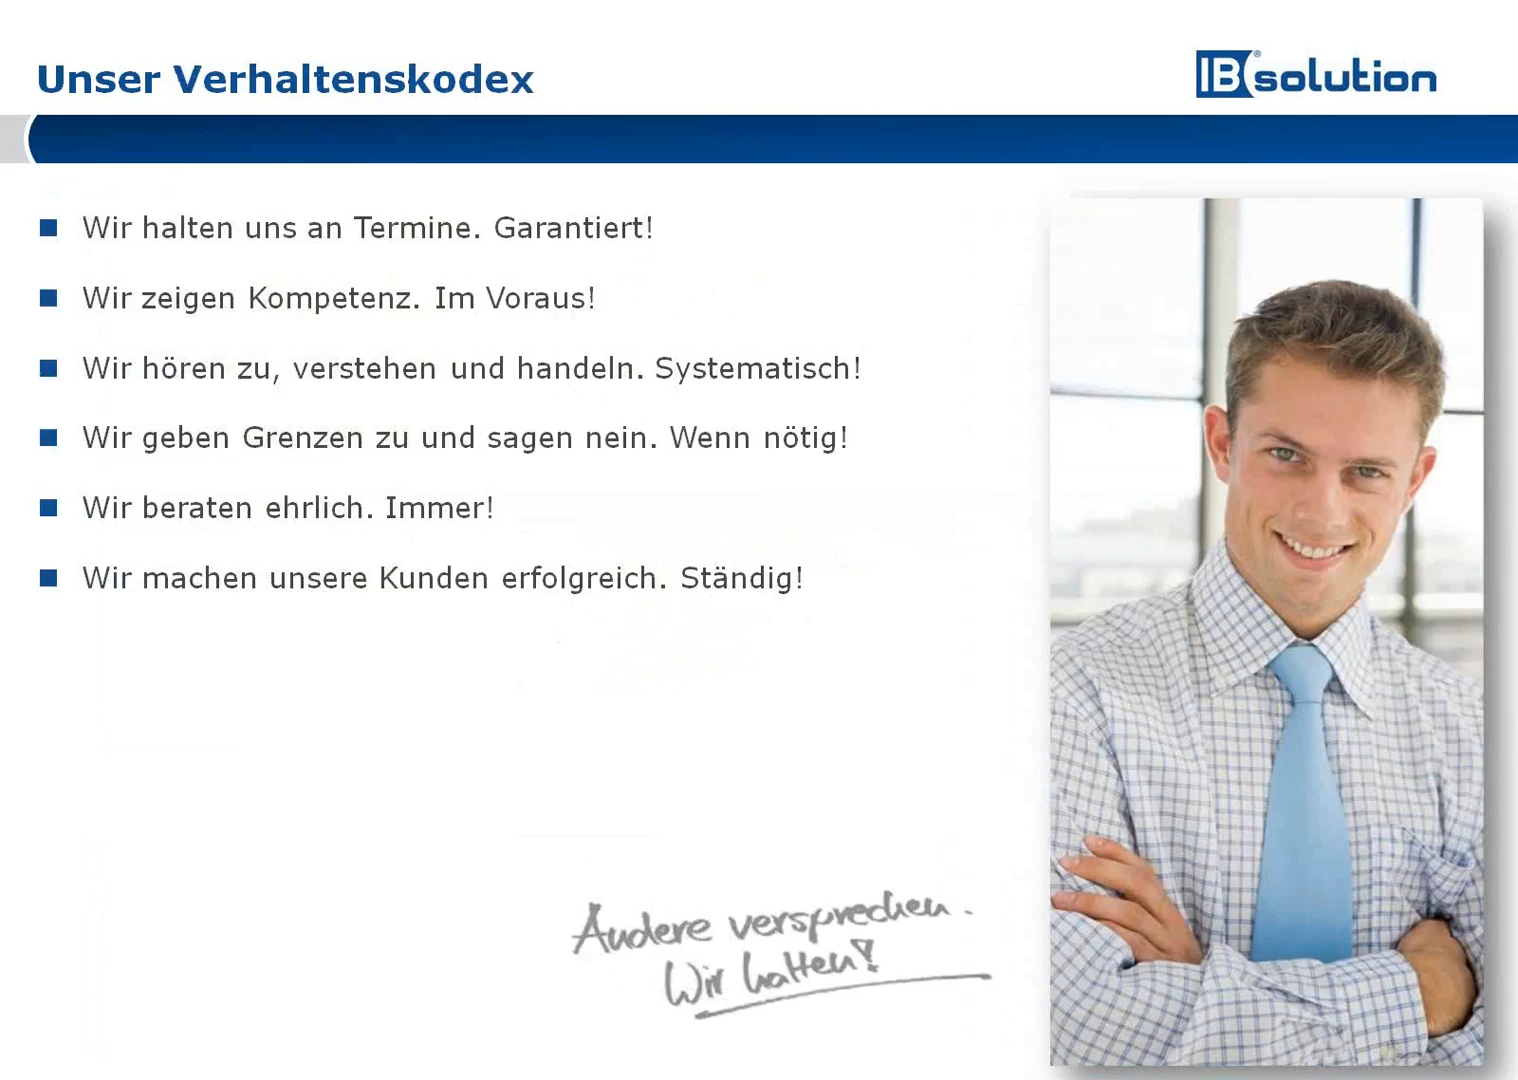 Unser Verhaltenskodex
IBsolution®
Wir halten uns an Termine. Garantiert!
Wir zeigen Kompetenz. Im Voraus!
Wir hören zu, verstehen und handeln. Systematisch!
Wir geben Grenzen zu und sagen nein. Wenn nötig!
Wir beraten ehrlich. Immer!
Wir machen unsere Kunden erfolgreich. Ständig!
Andere versprechen.
Wir halten!